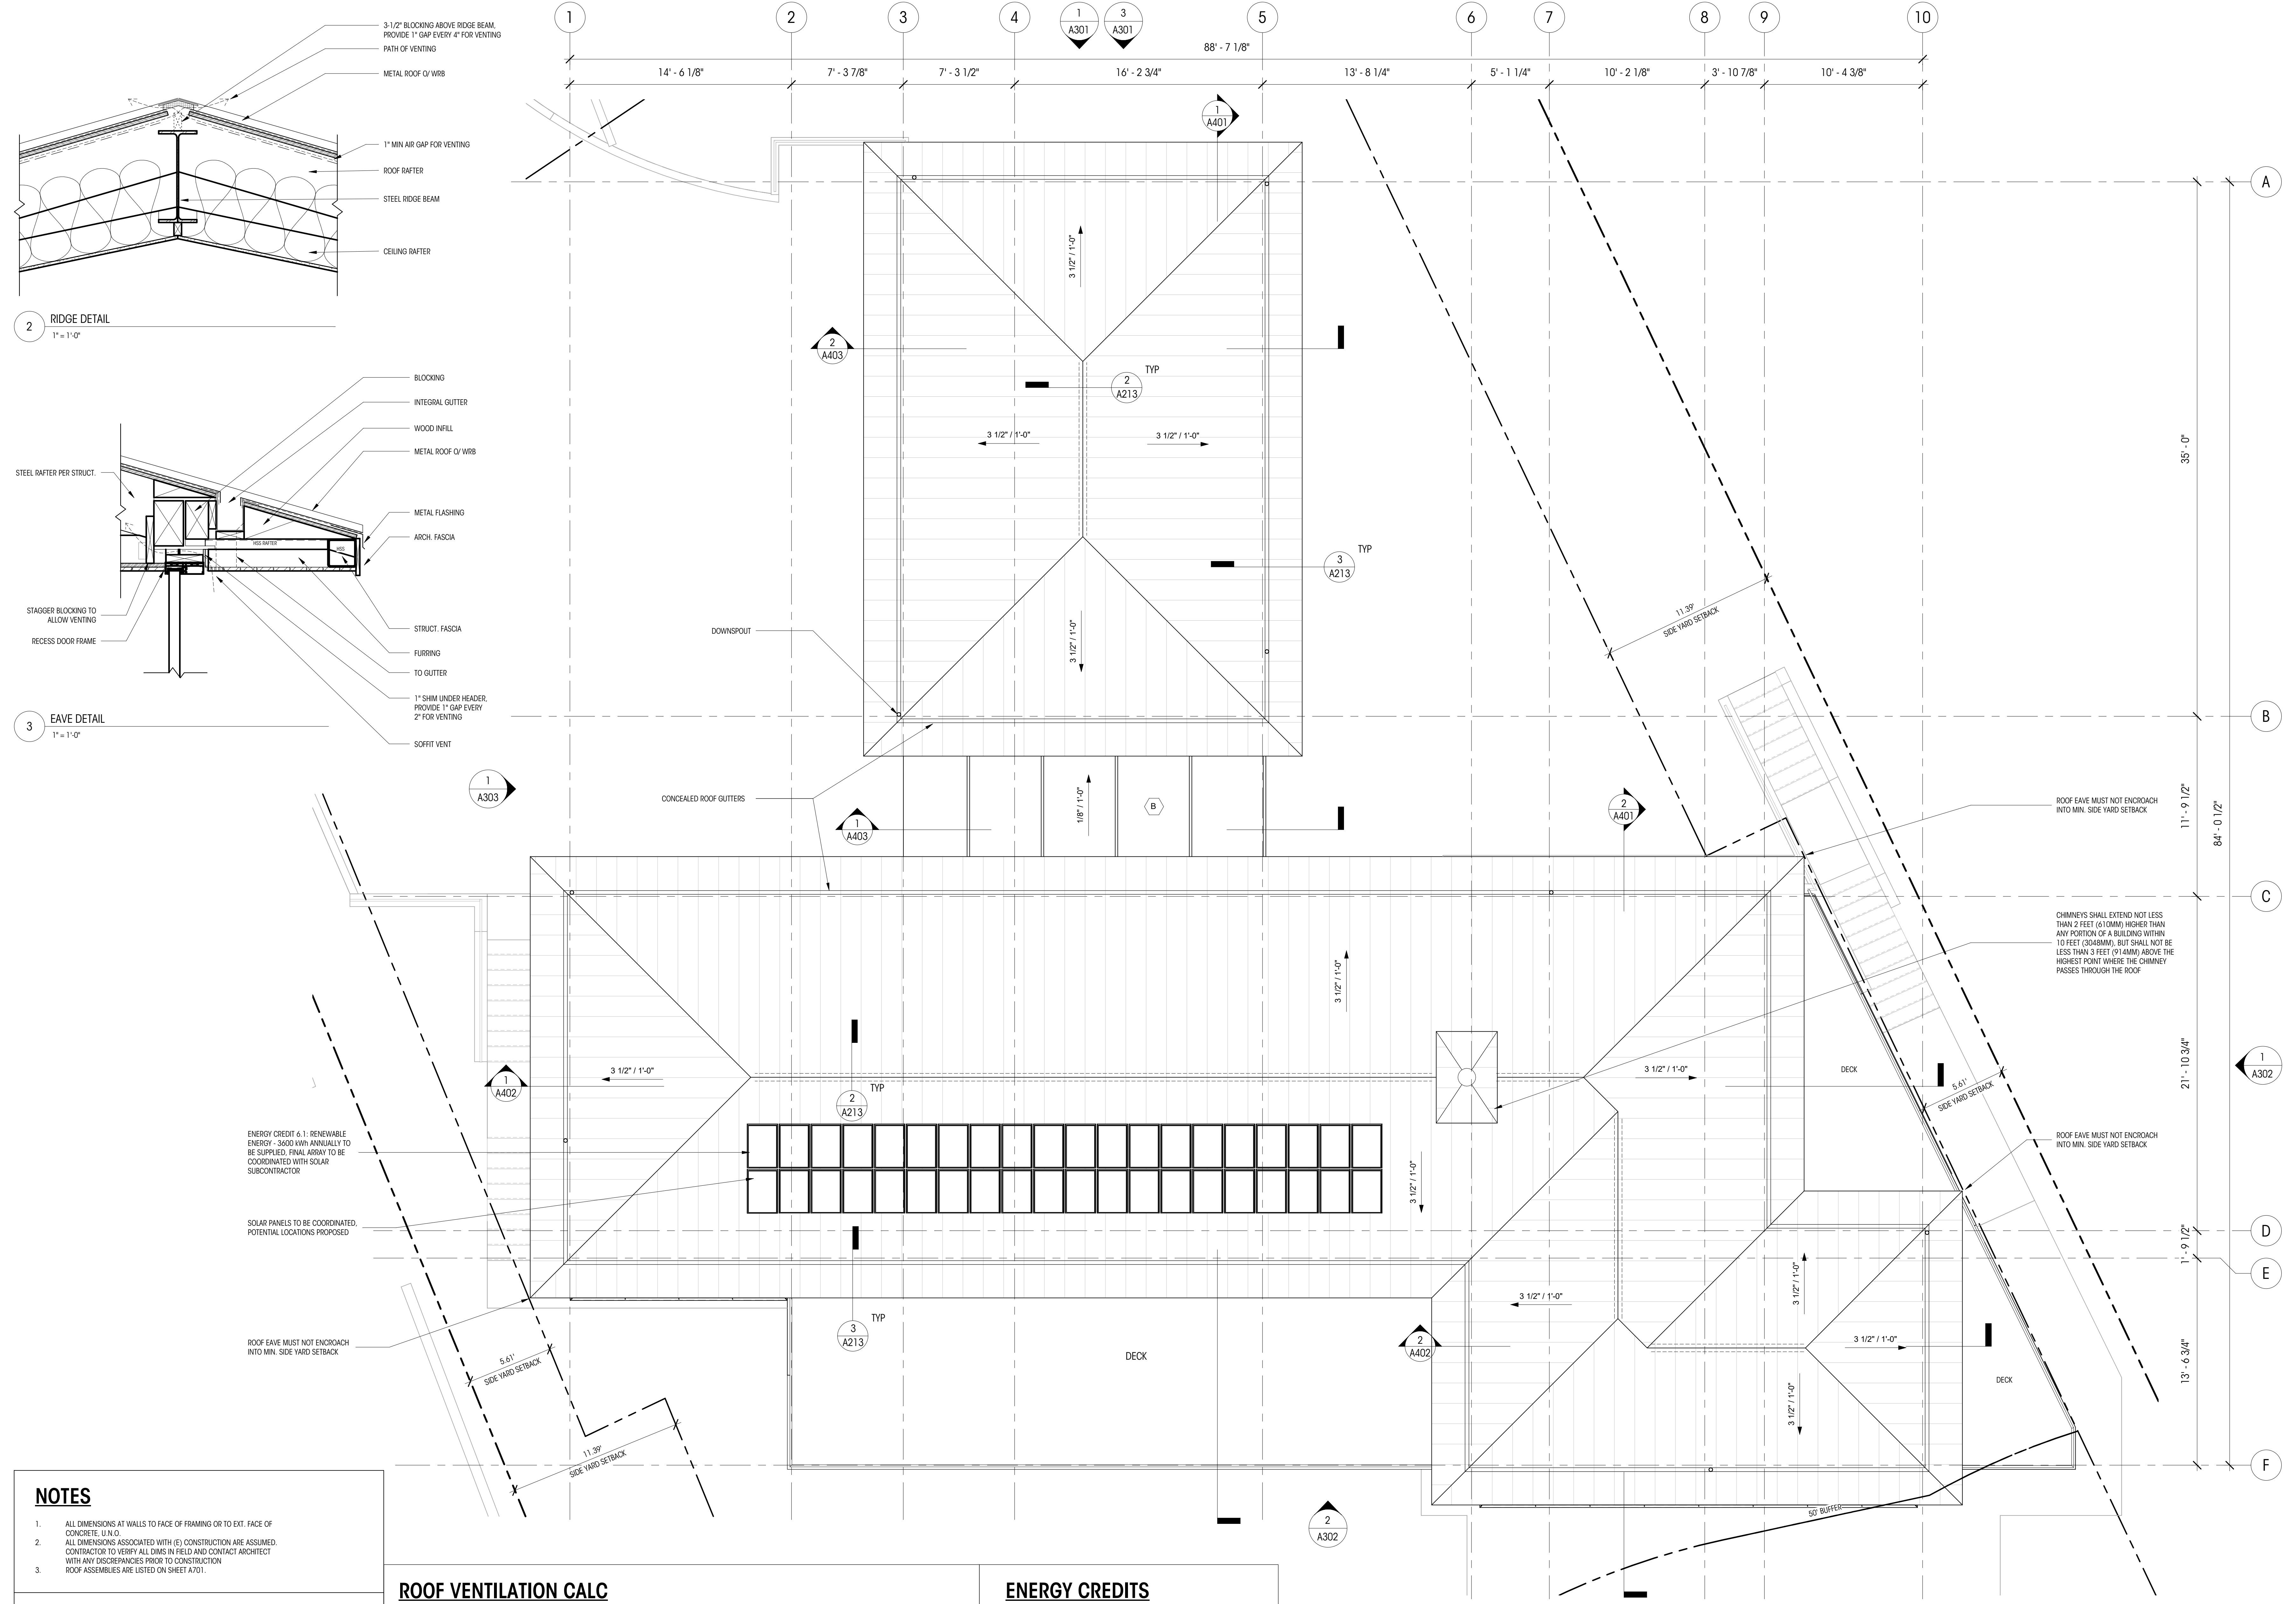 3-1/2" BLOCKING ABOVE RIDGE BEAM,
PROVIDE 1" GAP EVERY 4" FOR VENTING
PATH OF VENTING
METAL ROOF O/ WRB
1" MIN AIR GAP FOR VENTING
ROOF RAFTER
STEEL RIDGE BEAM
CEILING RAFTER
2
RIDGE DETAIL
1" = 1'-0"
BLOCKING
INTEGRAL GUTTER
WOOD INFILL
METAL ROOF O/ WRB
STEEL RAFTER PER STRUCT.
METAL FLASHING
ARCH. FASCIA
HSS RAFTER
HSS
STAGGER BLOCKING TO
ALLOW VENTING
RECESS DOOR FRAME
STRUCT. FASCIA
FURRING
TO GUTTER
1" SHIM UNDER HEADER,
PROVIDE 1" GAP EVERY
2" FOR VENTING
SOFFIT VENT
3
EAVE DETAIL
1" = 1'-0"
1
2
3
4
1
A301
3
A301
5
6
7
8
9
10
88' - 7 1/8"
14' - 6 1/8"
7' - 3 7/8"
7' - 3 1/2"
16' - 2 3/4"
13' - 8 1/4"
5' - 1 1/4"
10' - 2 1/8"
3' - 10 7/8"
10' - 4 3/8"
1
A401
A
3 1/2" / 1'-0"
2
A403
TYP
2
A213
3 1/2" / 1'-0"
3 1/2" / 1'-0"
35' - 0"
TYP
3
A213
11.39'
SIDE YARD SETBACK
DOWNSPOUT
3 1/2" / 1'-0"
B
1
A303
CONCEALED ROOF GUTTERS
1/8" / 1'-0"
B
1
A403
2
A401
ROOF EAVE MUST NOT ENCROACH
INTO MIN. SIDE YARD SETBACK
11' - 9 1/2"
84' - 0 1/2"
C
CHIMNEYS SHALL EXTEND NOT LESS
THAN 2 FEET (610MM) HIGHER THAN
ANY PORTION OF A BUILDING WITHIN
10 FEET (3048MM), BUT SHALL NOT BE
LESS THAN 3 FEET (914MM) ABOVE THE
HIGHEST POINT WHERE THE CHIMNEY
PASSES THROUGH THE ROOF
3 1/2" / 1'-0"
1
A402
3 1/2" / 1'-0"
3 1/2" / 1'-0"
DECK
5.61'
SIDE YARD SETBACK
21' - 10 3/4"
1
A302
TYP
2
A213
ENERGY CREDIT 6.1: RENEWABLE
ENERGY - 3600 kWh ANNUALLY TO
BE SUPPLIED, FINAL ARRAY TO BE
COORDINATED WITH SOLAR
SUBCONTRACTOR
ROOF EAVE MUST NOT ENCROACH
INTO MIN. SIDE YARD SETBACK
3 1/2" / 1'-0"
SOLAR PANELS TO BE COORDINATED,
POTENTIAL LOCATIONS PROPOSED
D
1' - 9 1/2"
E
3 1/2" / 1'-0"
3 1/2" / 1'-0"
TYP
3
A213
ROOF EAVE MUST NOT ENCROACH
INTO MIN. SIDE YARD SETBACK
5.61'
SIDE YARD SETBACK
DECK
2
A402
3 1/2" / 1'-0"
13' - 6 3/4"
DECK
3 1/2" / 1'-0"
11.39'
SIDE YARD SETBACK
F
50' BUFFER
2
A302
NOTES
1. ALL DIMENSIONS AT WALLS TO FACE OF FRAMING OR TO EXT. FACE OF
CONCRETE, U.N.O.
2. ALL DIMENSIONS ASSOCIATED WITH (E) CONSTRUCTION ARE ASSUMED.
CONTRACTOR TO VERIFY ALL DIMS IN FIELD AND CONTACT ARCHITECT
WITH ANY DISCREPANCIES PRIOR TO CONSTRUCTION
3. ROOF ASSEMBLIES ARE LISTED ON SHEET A701.
ROOF VENTILATION CALC
ENERGY CREDITS